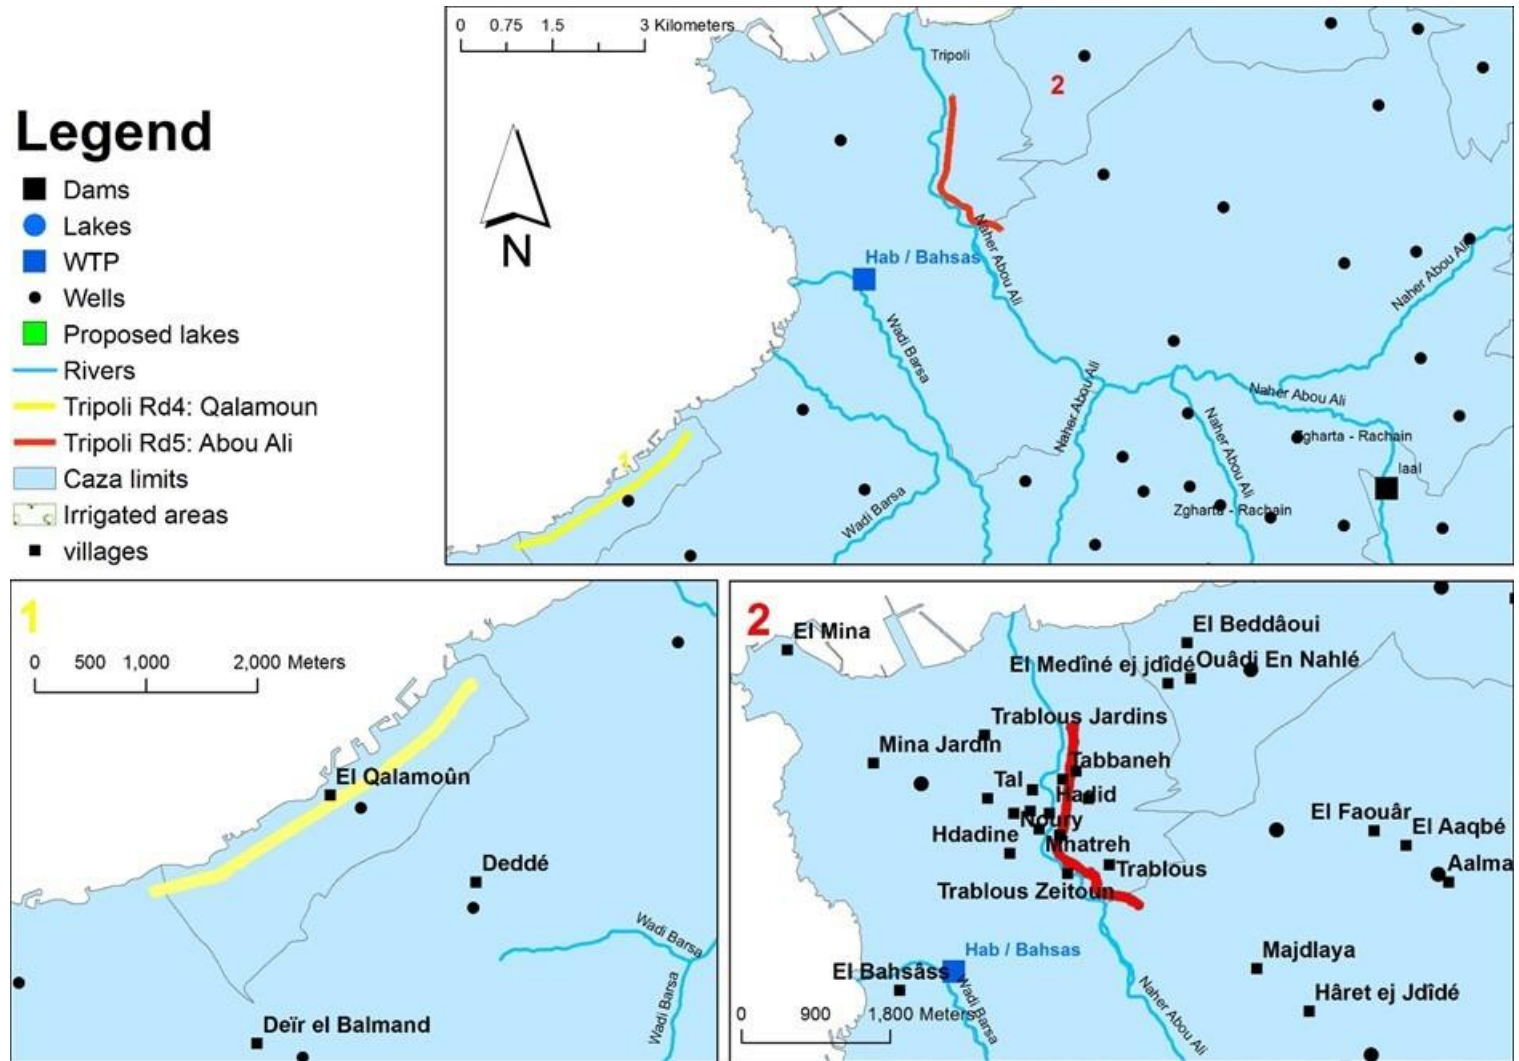 Legend
Dams
Lakes
WTP
Wells
Proposed lakes
Rivers
Tripoli Rd4: Qalamoun
Tripoli Rd5: Abou Ali
Caza limits
Irrigated areas
villages
0 0.75 1.5 3 Kilometers
N
Tripoli
2
Hab / Bahsas
Naher Abou Ali
Naher Abou Ali
Wadi Barsa
Naher Abou Ali
Naher Abou Ali
Naher Abou Ali
Zgharta - Rachain
Iaal
Zgharta - Rachain
Wadi Barsa
1
1
0 500 1,000 2,000 Meters
El Qalamoûn
Deddé
Wadi Barsa
Wadi Barsa
Deïr el Balmand
2
El Mina
El Beddâoui
El Medîné ej jdîdé
Ouâdi En Nahlé
Trablous Jardins
Mina Jardin
Tabbaneh
Tal
Hadid
Noury
Hdadine
Mnatreh
Trablous
Trablous Zeitoun
El Faouâr
El Aaqbé
Aalma
Hab / Bahsas
El Bahsâss
Majdlaya
Hâret ej Jdîdé
Wadi Barsa
Naher Abou Ali
0 900 1,800 Meters